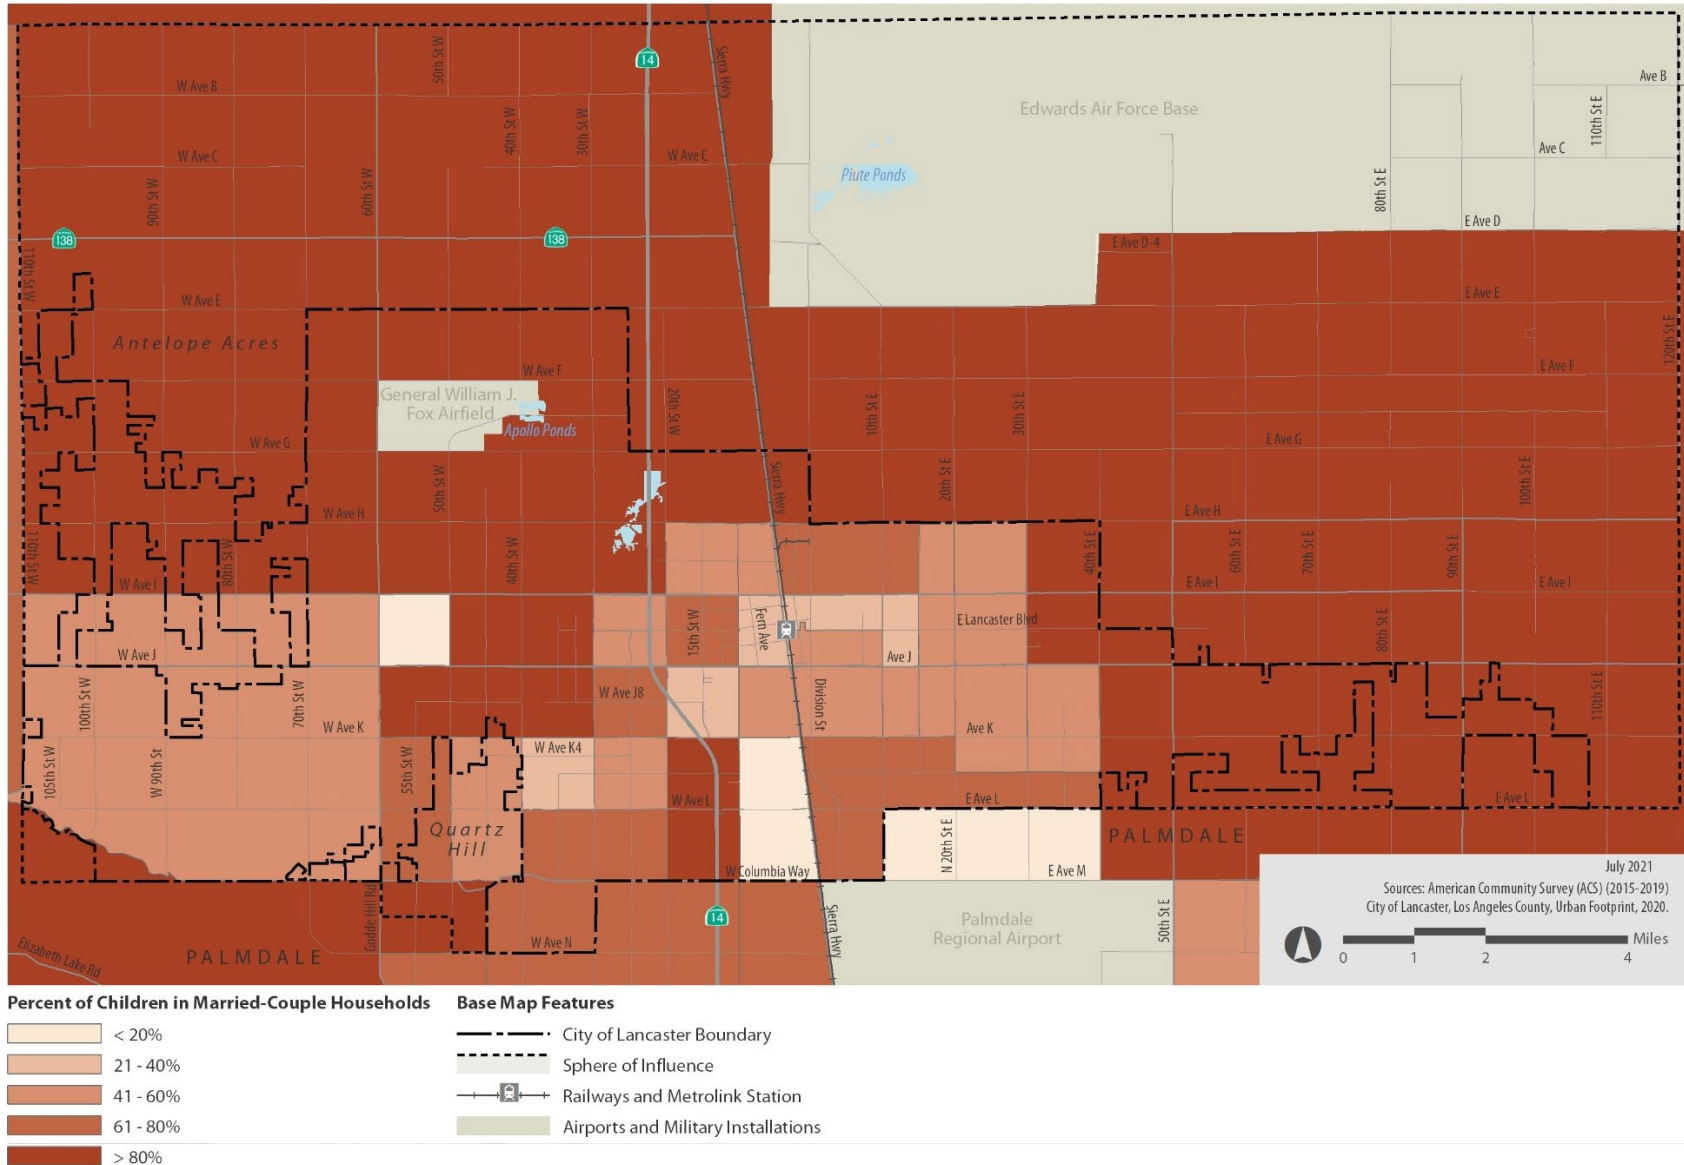 14
Sierra Hwy
50th St W
W Ave B
Edwards Air Force Base
Ave B
110th St E
40th St W
30th St W
W Ave C
W Ave C
Ave C
90th St W
60th St W
Piute Ponds
80th St E
E Ave D
138
138
E Ave D-4
110th St W
W Ave E
E Ave E
Antelope Acres
120th St E
W Ave F
E Ave F
General William J.
Fox Airfield
Apollo Ponds
20th St W
10th St E
30th St E
W Ave G
E Ave G
50th St W
Sierra Hwy
20th St E
100th St E
W Ave H
E Ave H
110th St W
80th St W
40th St W
40th St E
60th St E
70th St E
90th St E
W Ave I
E Ave I
E Ave I
15th St W
Fern Ave
E Lancaster Blvd
80th St E
W Ave J
Ave J
100th St W
70th St W
W Ave J8
Division St
110th St E
W Ave K
Ave K
W Ave K4
105th St W
W 90th St
55th St W
W Ave L
E Ave L
E Ave L
Quartz
Hill
N 20th St E
PALMDALE
W Columbia Way
E Ave M
Godde Hill Rd
14
Sierra Hwy
Palmdale
Regional Airport
50th St E
W Ave N
PALMDALE
Elizabeth Lake Rd
July 2021
Sources: American Community Survey (ACS) (2015-2019)
City of Lancaster, Los Angeles County, Urban Footprint, 2020.
Miles
0 1 2 4
Percent of Children in Married-Couple Households
< 20%
21 - 40%
41 - 60%
61 - 80%
> 80%
Base Map Features
City of Lancaster Boundary
Sphere of Influence
Railways and Metrolink Station
Airports and Military Installations